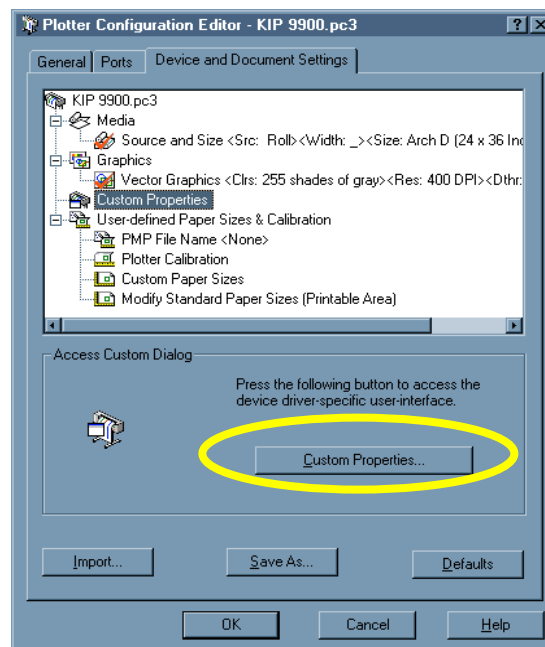 Plotter Configuration Editor - KIP 9900.pc3
General Ports Device and Document Settings
KIP 9900.pc3
Media
Source and Size <Src: Roll><Width: _><Size: Arch D (24 x 36 Inc
Graphics
Vector Graphics <Clrs: 255 shades of gray><Res: 400 DPI><Dthr:
Custom Properties
User-defined Paper Sizes & Calibration
PMP File Name <None>
Plotter Calibration
Custom Paper Sizes
Modify Standard Paper Sizes (Printable Area)
Access Custom Dialog
Press the following button to access the
device driver-specific user-interface.
Custom Properties...
Import... Save As... Defaults
OK Cancel Help